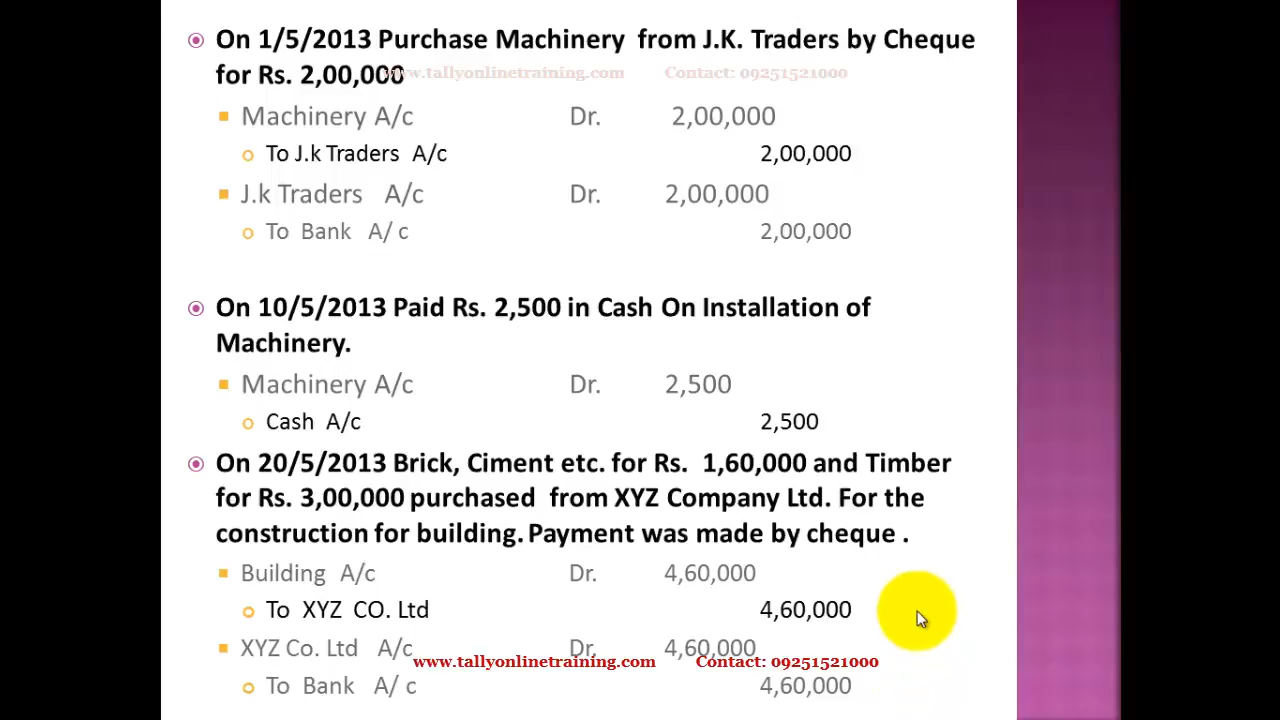 On 1/5/2013 Purchase Machinery from J.K. Traders by Cheque
for Rs. 2,00,000
www.tallyonlinetraining.com Contact: 09251521000
Machinery A/c Dr. 2,00,000
To J.k Traders A/c 2,00,000
J.k Traders A/c Dr. 2,00,000
To Bank A/ c 2,00,000
On 10/5/2013 Paid Rs. 2,500 in Cash On Installation of
Machinery.
Machinery A/c Dr. 2,500
Cash A/c 2,500
On 20/5/2013 Brick, Ciment etc. for Rs. 1,60,000 and Timber
for Rs. 3,00,000 purchased from XYZ Company Ltd. For the
construction for building. Payment was made by cheque .
Building A/c Dr. 4,60,000
To XYZ CO. Ltd 4,60,000
XYZ Co. Ltd A/c Dr. 4,60,000
www.tallyonlinetraining.com Contact: 09251521000
To Bank A/ c 4,60,000